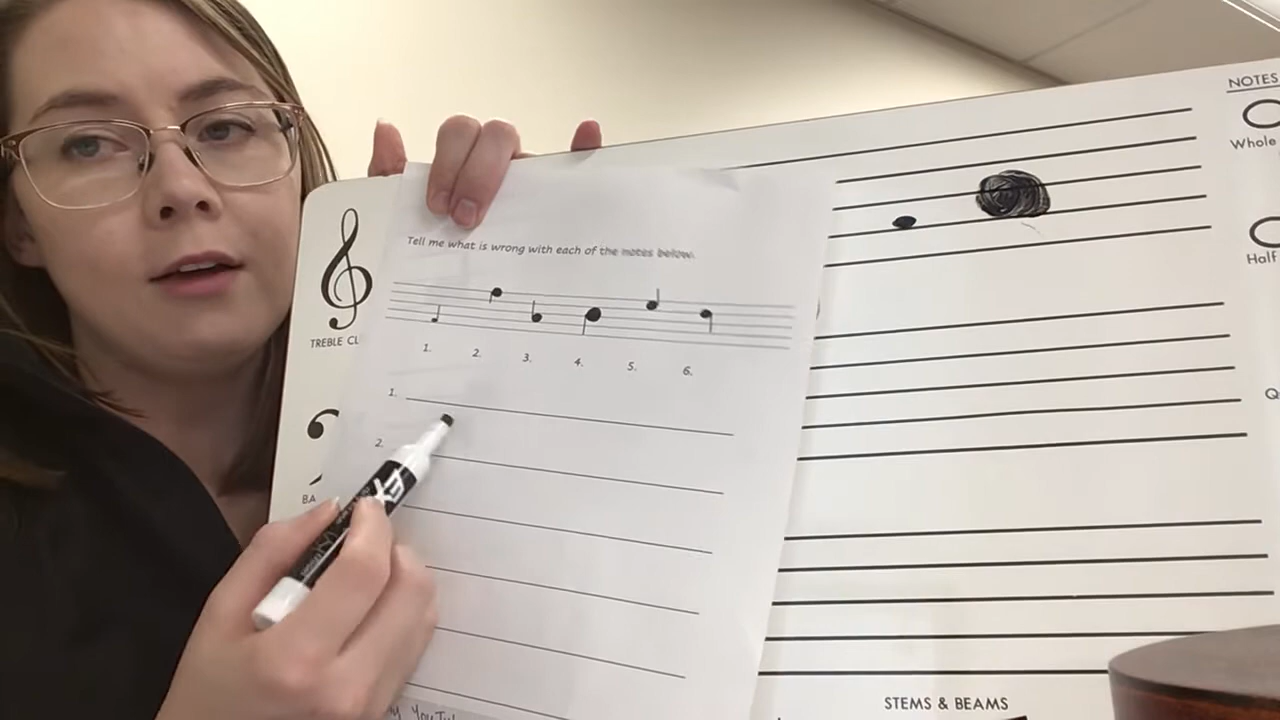 NOTES
Whole
Half
Q
TREBLE CL
BA
Tell me what is wrong with each of the notes below.
1. 2. 3. 4. 5. 6.
1.
2.
STEMS & BEAMS